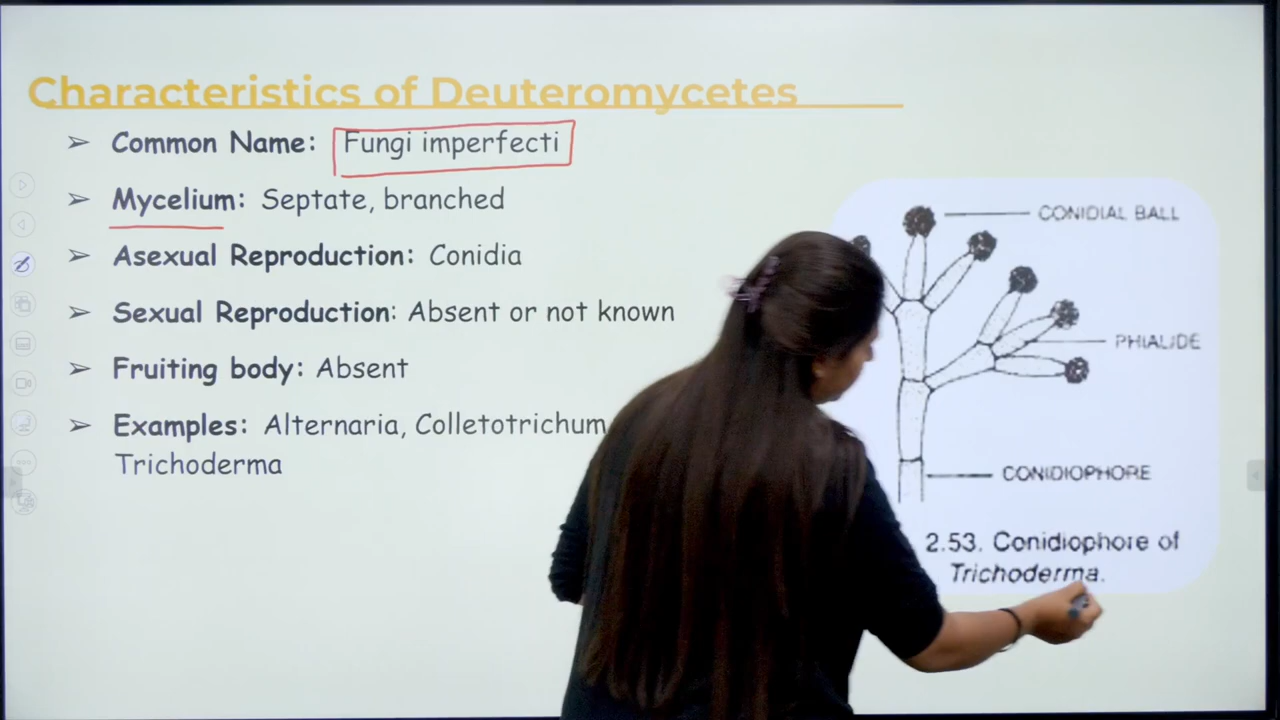 Characteristics of Deuteromycetes
➢ Common Name: Fungi imperfecti
➢ Mycelium: Septate, branched
➢ Asexual Reproduction: Conidia
➢ Sexual Reproduction: Absent or not known
➢ Fruiting body: Absent
➢ Examples: Alternaria, Colletotrichum,
Trichoderma
CONIDIAL BALL
PHIALIDE
CONIDIOPHORE
2.53. Conidiophore of
Trichoderma.